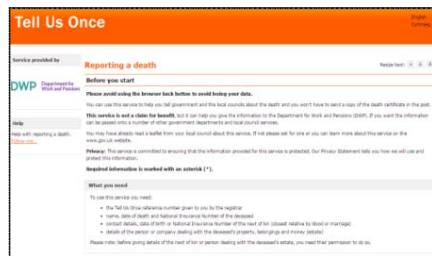 Tell Us Once
English
Cymraeg
Service provided by
DWP Department for
Work and Pensions
Help
Help with reporting a death.
Follow me...
Reporting a death
Resize text: A A A
Before you start
Please avoid using the browser back button to avoid losing your data.
You can use this service to help you tell government and the local councils about the death and you won't have to send a copy of the death certificate in the post.
This service is not a claim for benefit, but it can help you give the information to the Department for Work and Pensions (DWP). If you want the information
can be passed onto a number of other government departments and local council services.
You may have already read a leaflet from your local council about this service. If not please ask for one or you can learn more about this service on the
www.gov.uk website.
Privacy: This service is committed to ensuring that the information provided for this service is protected. Our Privacy Statement tells you how we will use and
protect this information.
Required information is marked with an asterisk (*).
What you need
To use this service you need:
• the Tell Us Once reference number given to you by the registrar
• name, date of death and National Insurance Number of the deceased
• contact details, date of birth or National Insurance Number of the next of kin (closest relative by blood or marriage)
• details of the person or company dealing with the deceased's property, belongings and money (estate)
Please note: before giving details of the next of kin or person dealing with the deceased's estate, you need their permission to do so.